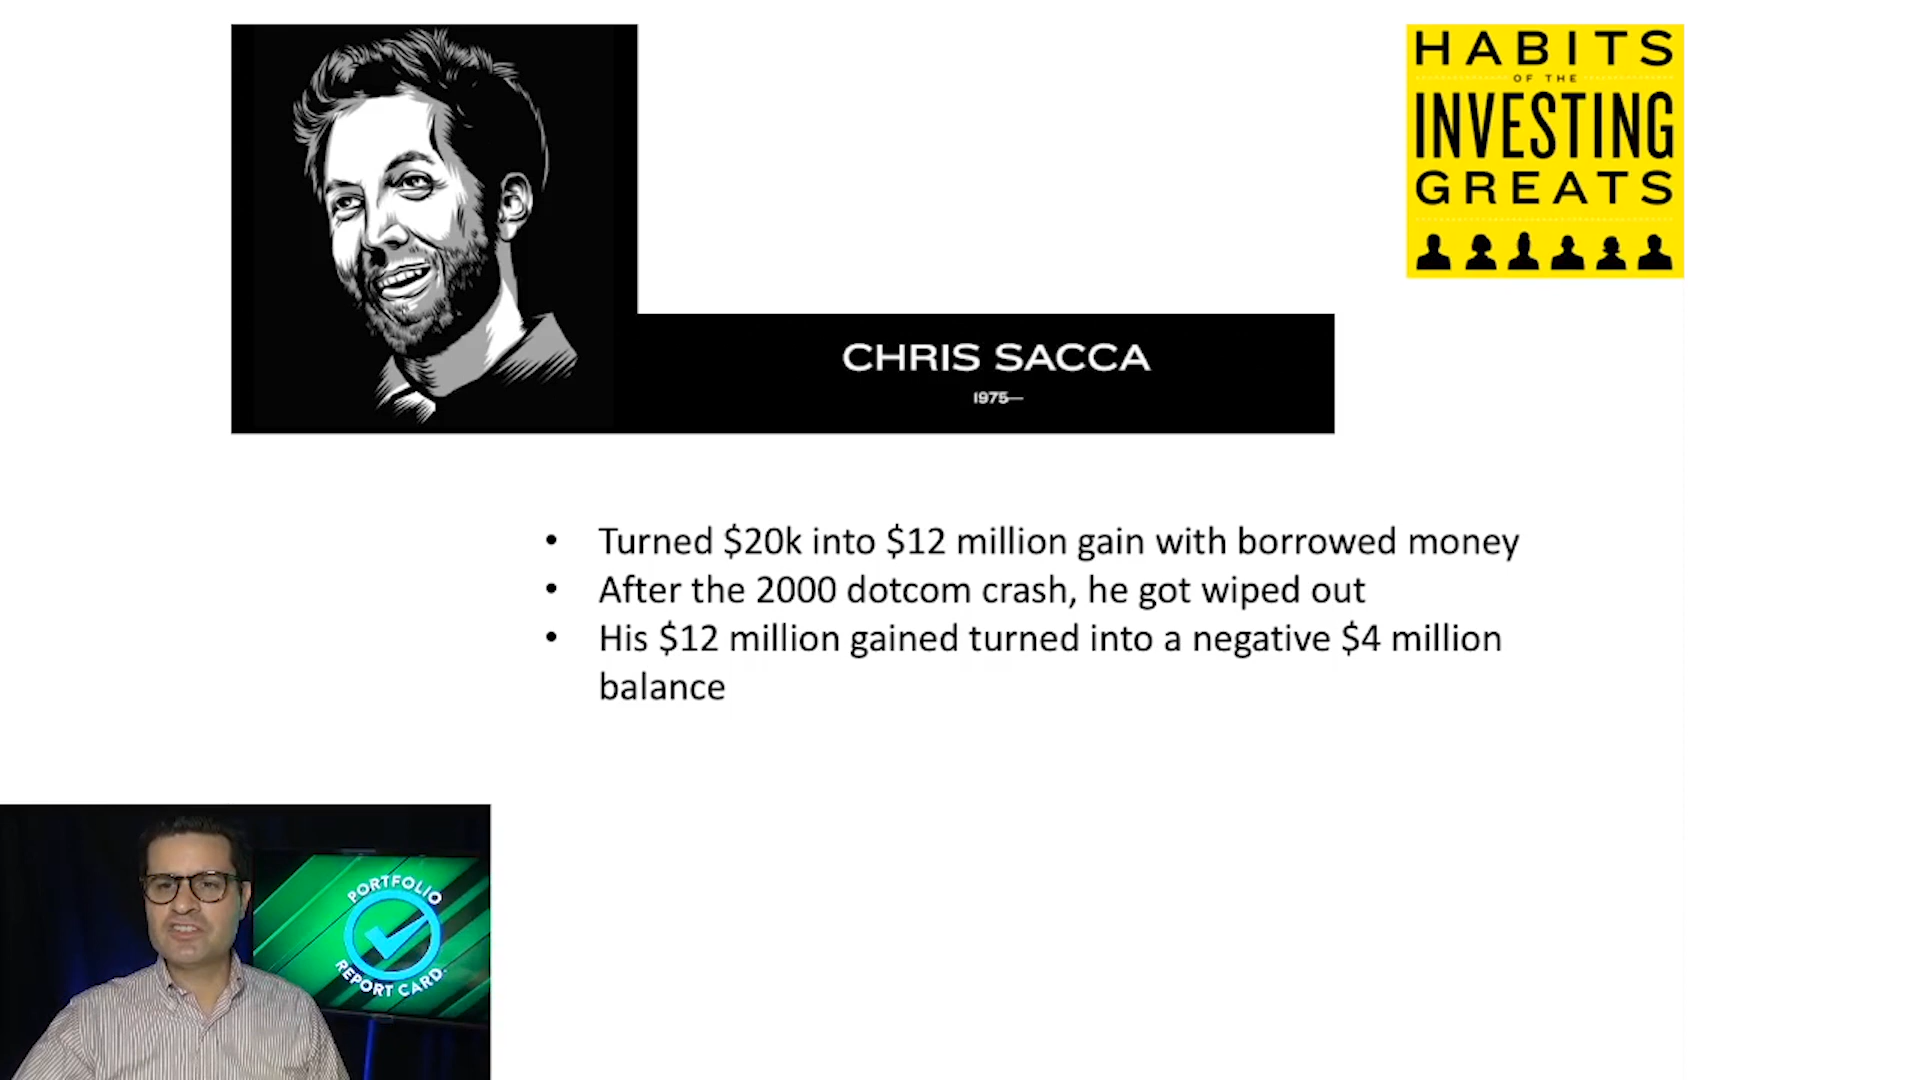 HABITS
OF THE
INVESTING
GREATS
CHRIS SACCA
1975—
• Turned $20k into $12 million gain with borrowed money
• After the 2000 dotcom crash, he got wiped out
• His $12 million gained turned into a negative $4 million
balance
PORTFOLIO
REPORT CARD